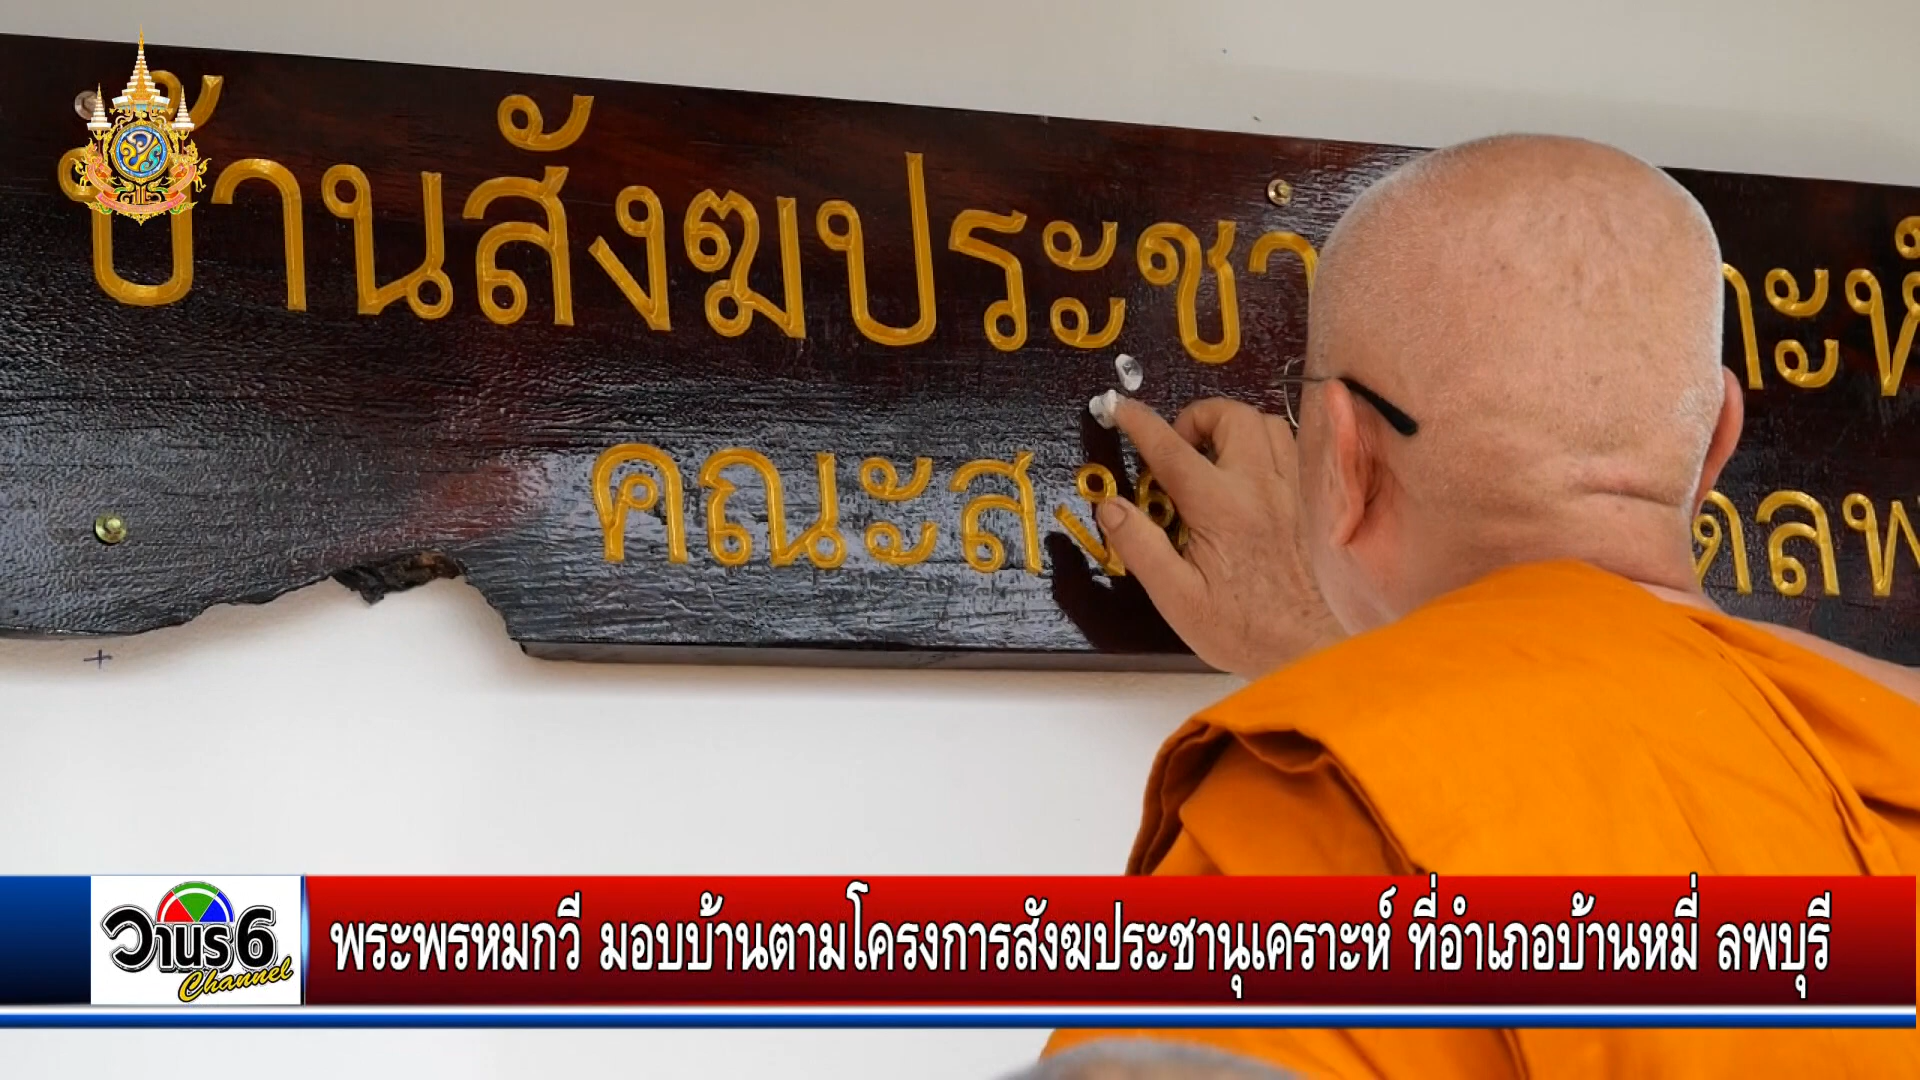 บ้านสังฆประชา
คณะสง
ดลพ
วานร6
Channel
พระพรหมกวี มอบบ้านตามโครงการสังฆประชานุเคราะห์ ที่อำเภอบ้านหมี่ ลพบุรี